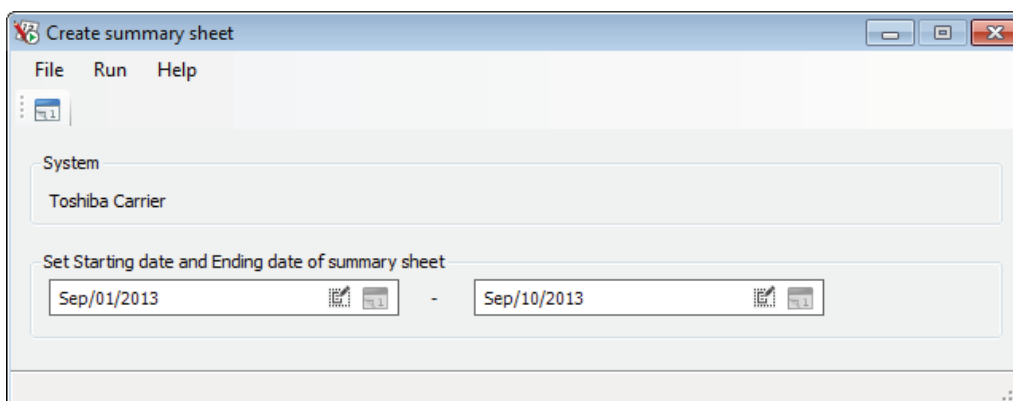 Create summary sheet
File Run Help
System
Toshiba Carrier
Set Starting date and Ending date of summary sheet
Sep/01/2013 - Sep/10/2013